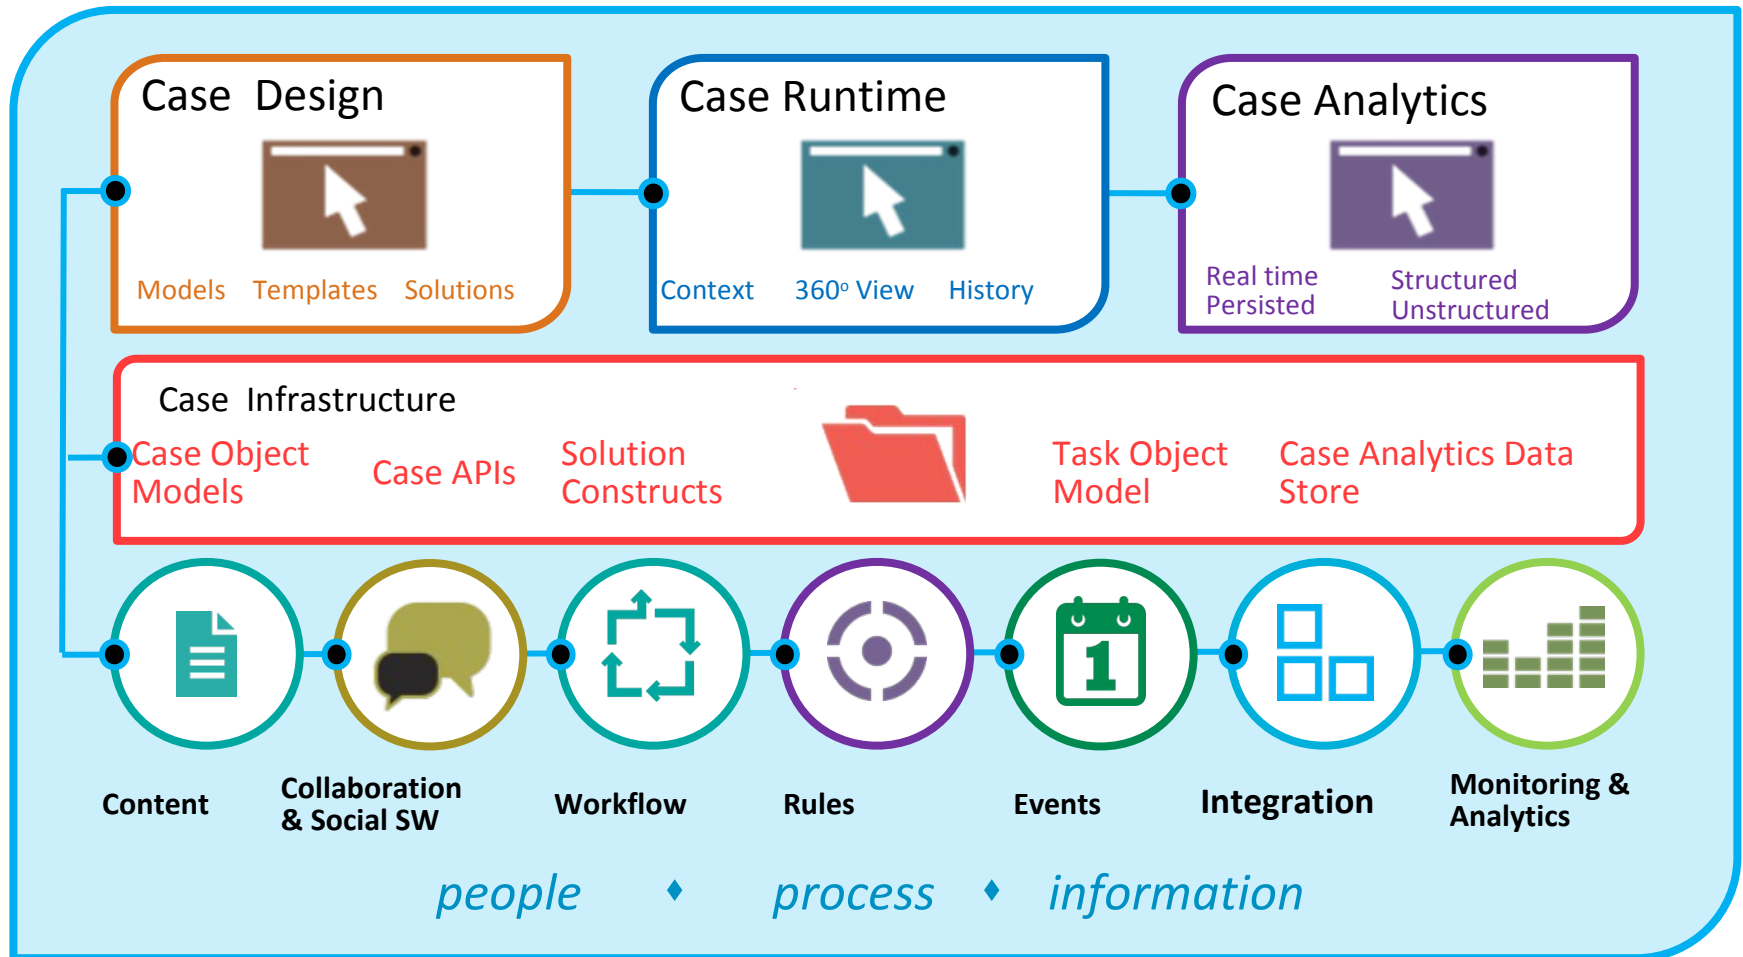 Case Design
Case Runtime
Case Analytics
Models Templates Solutions
Context 360º View History
Real time
Persisted
Structured
Unstructured
Case Infrastructure
Case Object
Models
Case APIs
Solution
Constructs
Task Object
Model
Case Analytics Data
Store
1
Content
Collaboration
& Social SW
Workflow
Rules
Events
Integration
Monitoring &
Analytics
people ♦ process ♦ information